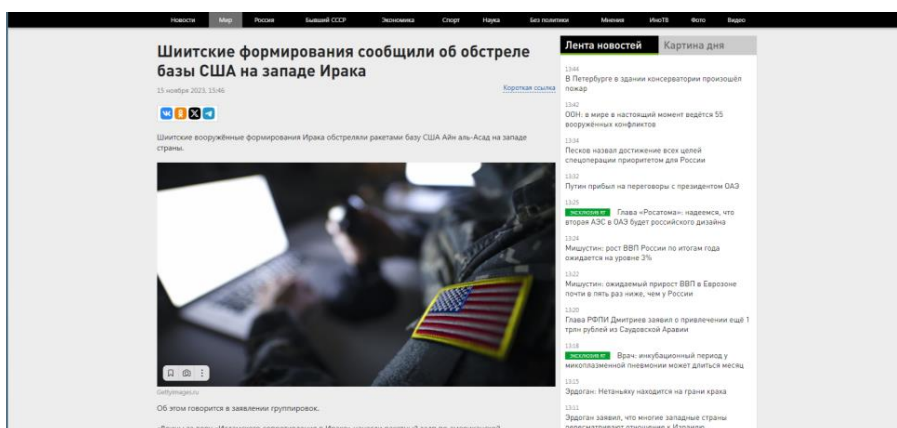 Новости Мир Россия Бывший СССР Экономика Спорт Наука Без политики Мнения ИноТВ Фото Видео
Шиитские формирования сообщили об обстреле
базы США на западе Ирака
15 ноября 2023, 15:46
Короткая ссылка
Шиитские вооружённые формирования Ирака обстреляли ракетами базу США Айн аль-Асад на западе
страны.
Gettyimages.ru
Об этом говорится в заявлении группировок.
Лента новостей Картина дня
13:44
В Петербурге в здании консерватории произошёл
пожар
13:42
ООН: в мире в настоящий момент ведётся 55
вооружённых конфликтов
13:34
Песков назвал достижение всех целей
спецоперации приоритетом для России
13:32
Путин прибыл на переговоры с президентом ОАЭ
13:25
ЭКСКЛЮЗИВ RT Глава «Росатома»: надеемся, что
вторая АЭС в ОАЭ будет российского дизайна
13:24
Мишустин: рост ВВП России по итогам года
ожидается на уровне 3%
13:22
Мишустин: ожидаемый прирост ВВП в Еврозоне
почти в пять раз ниже, чем у России
13:20
Глава РФПИ Дмитриев заявил о привлечении ещё 1
трлн рублей из Саудовской Аравии
13:18
ЭКСКЛЮЗИВ RT Врач: инкубационный период у
микоплазменной пневмонии может длиться месяц
13:15
Эрдоган: Нетаньяху находится на грани краха
13:11
Эрдоган заявил, что многие западные страны
пересматривают отношение к Израилю